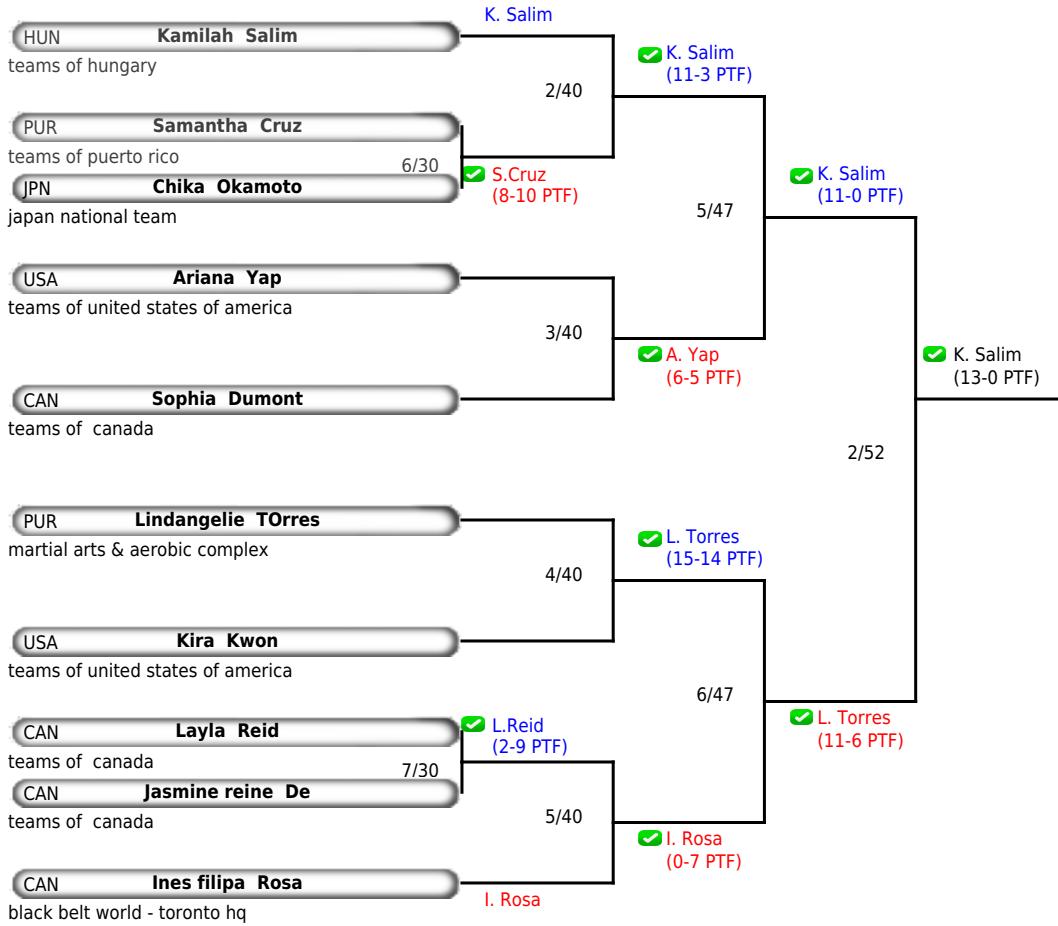 K. Salim
HUN Kamilah Salim
teams of hungary
K. Salim
(11-3 PTF)
2/40
PUR Samantha Cruz
teams of puerto rico
6/30
S.Cruz
(8-10 PTF)
JPN Chika Okamoto
japan national team
K. Salim
(11-0 PTF)
5/47
USA Ariana Yap
teams of united states of america
3/40
A. Yap
(6-5 PTF)
K. Salim
(13-0 PTF)
CAN Sophia Dumont
teams of canada
2/52
PUR Lindangelie TOrres
martial arts & aerobic complex
L. Torres
(15-14 PTF)
4/40
USA Kira Kwon
teams of united states of america
6/47
L. Torres
(11-6 PTF)
CAN Layla Reid
teams of canada
L.Reid
(2-9 PTF)
7/30
CAN Jasmine reine De
teams of canada
5/40
I. Rosa
(0-7 PTF)
CAN Ines filipa Rosa
I. Rosa
black belt world - toronto hq